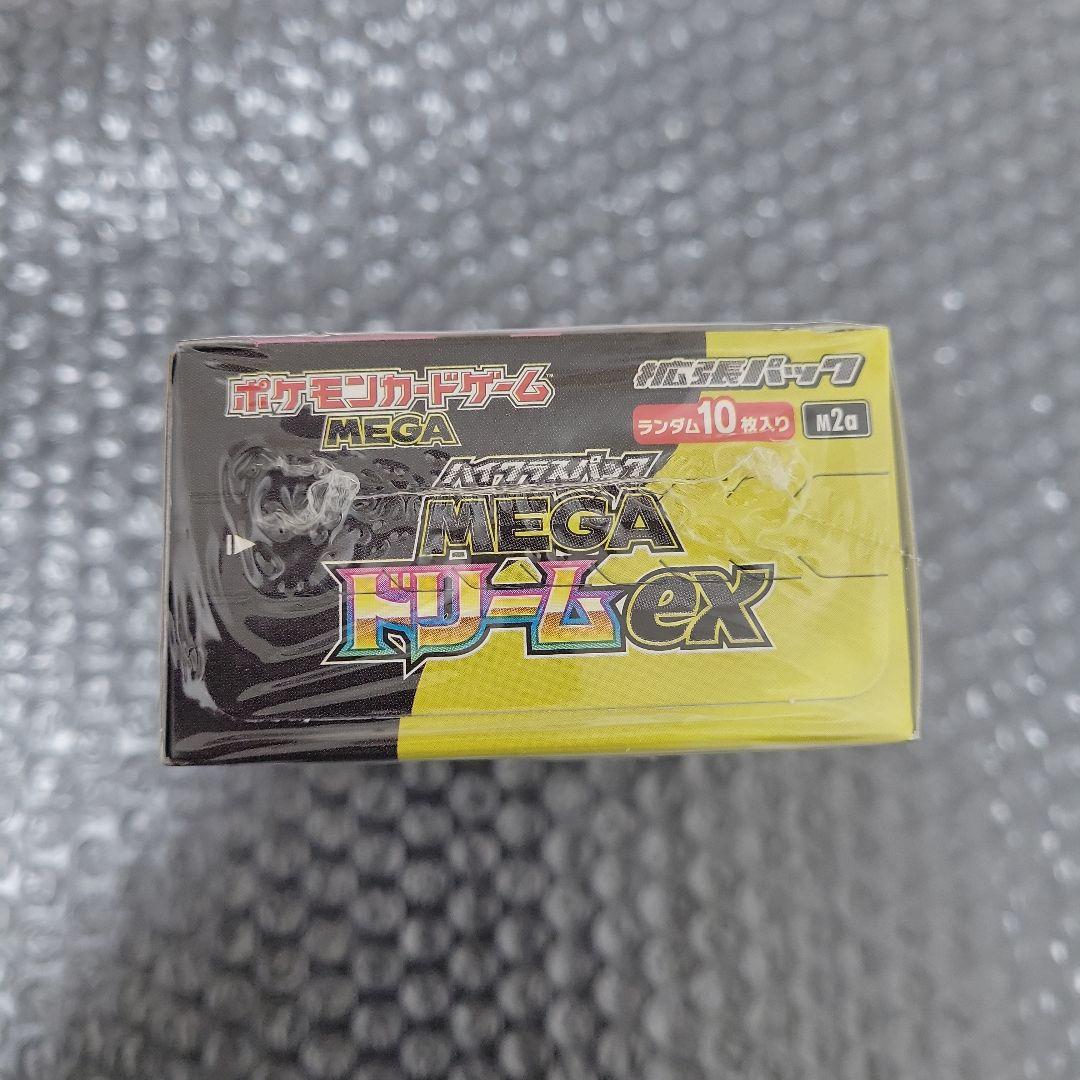 ポケモンカードゲーム™
MEGA
拡張パック
ランダム10枚入り
M2a
ハイクラスパック
MEGA
ドリームex